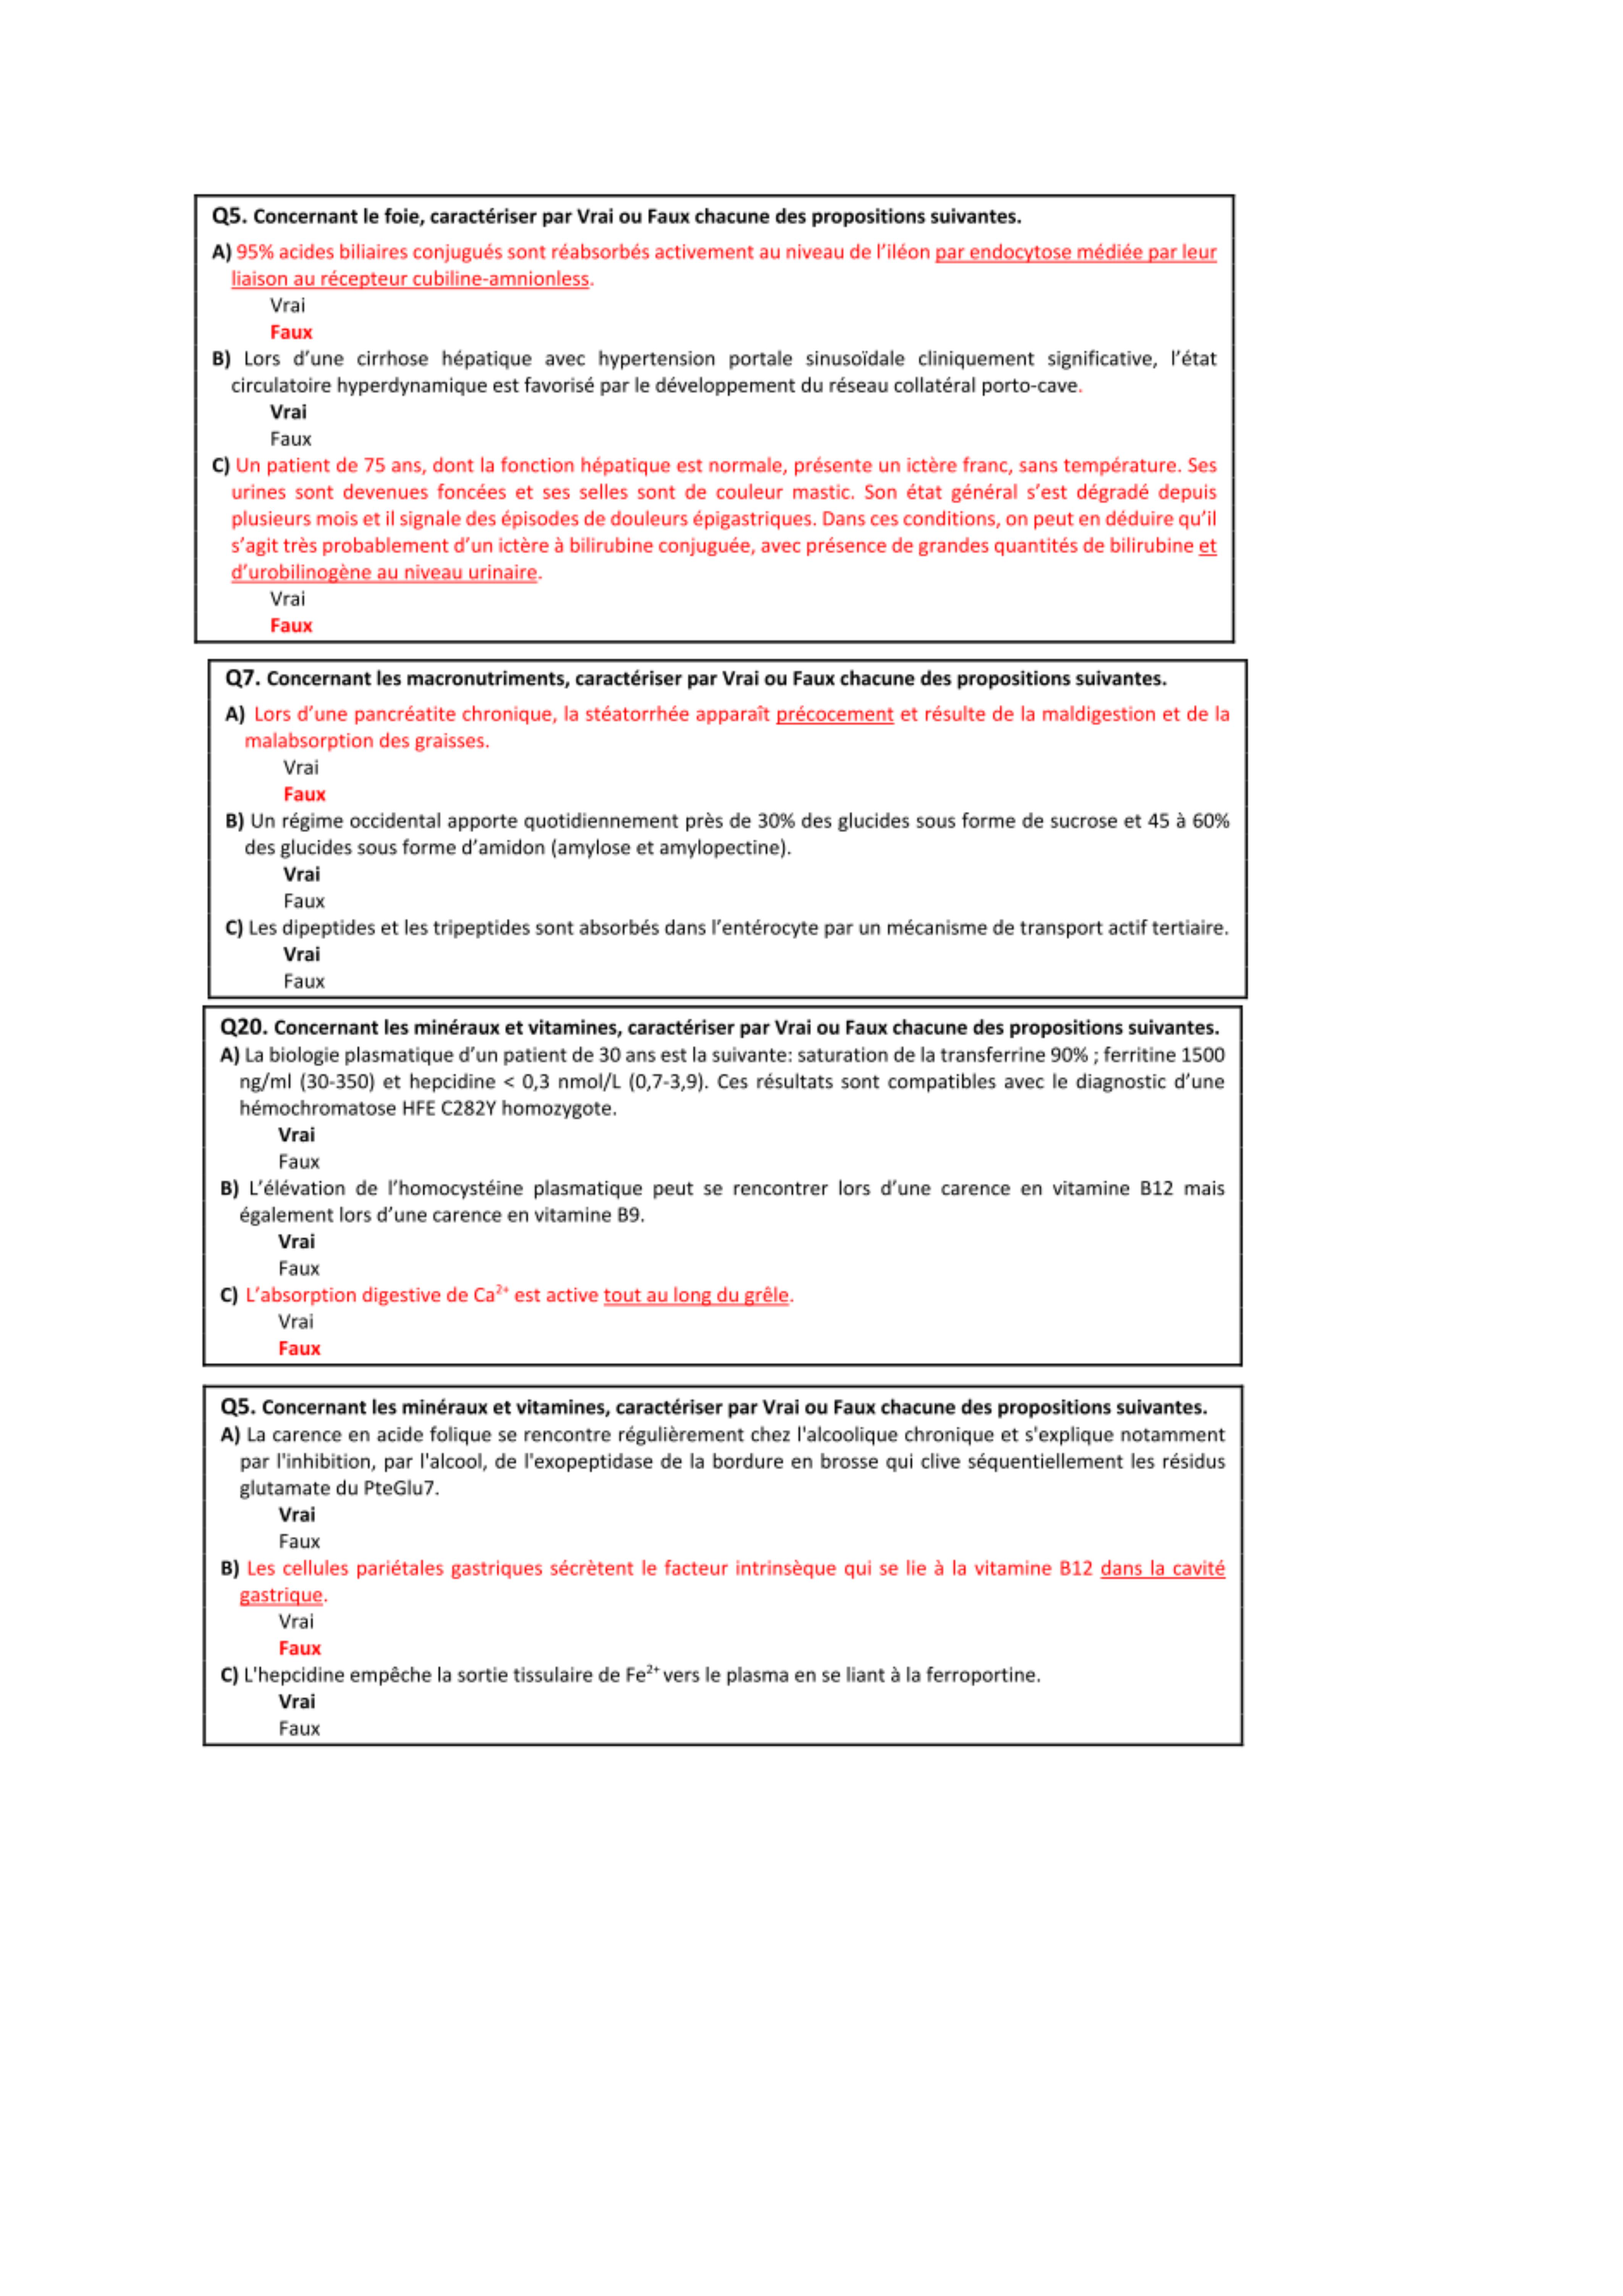 Q5. Concernant le foie, caractériser par Vrai ou Faux chacune des propositions suivantes.
A) 95% acides biliaires conjugués sont réabsorbés activement au niveau de l’iléon par endocytose médiée par leur
liaison au récepteur cubiline-amnionless.
Vrai
Faux
B) Lors d’une cirrhose hépatique avec hypertension portale sinusoïdale cliniquement significative, l’état
circulatoire hyperdynamique est favorisé par le développement du réseau collatéral porto-cave.
Vrai
Faux
C) Un patient de 75 ans, dont la fonction hépatique est normale, présente un ictère franc, sans température. Ses
urines sont devenues foncées et ses selles sont de couleur mastic. Son état général s’est dégradé depuis
plusieurs mois et il signale des épisodes de douleurs épigastriques. Dans ces conditions, on peut en déduire qu’il
s’agit très probablement d’un ictère à bilirubine conjuguée, avec présence de grandes quantités de bilirubine et
d’urobilinogène au niveau urinaire.
Vrai
Faux
Q7. Concernant les macronutriments, caractériser par Vrai ou Faux chacune des propositions suivantes.
A) Lors d’une pancréatite chronique, la stéatorrhée apparaît précocement et résulte de la maldigestion et de la
malabsorption des graisses.
Vrai
Faux
B) Un régime occidental apporte quotidiennement près de 30% des glucides sous forme de sucrose et 45 à 60%
des glucides sous forme d’amidon (amylose et amylopectine).
Vrai
Faux
C) Les dipeptides et les tripeptides sont absorbés dans l’entérocyte par un mécanisme de transport actif tertiaire.
Vrai
Faux
Q20. Concernant les minéraux et vitamines, caractériser par Vrai ou Faux chacune des propositions suivantes.
A) La biologie plasmatique d’un patient de 30 ans est la suivante: saturation de la transferrine 90% ; ferritine 1500
ng/ml (30-350) et hepcidine < 0,3 nmol/L (0,7-3,9). Ces résultats sont compatibles avec le diagnostic d’une
hémochromatose HFE C282Y homozygote.
Vrai
Faux
B) L’élévation de l’homocystéine plasmatique peut se rencontrer lors d’une carence en vitamine B12 mais
également lors d’une carence en vitamine B9.
Vrai
Faux
C) L’absorption digestive de Ca²⁺ est active tout au long du grêle.
Vrai
Faux
Q5. Concernant les minéraux et vitamines, caractériser par Vrai ou Faux chacune des propositions suivantes.
A) La carence en acide folique se rencontre régulièrement chez l'alcoolique chronique et s'explique notamment
par l'inhibition, par l'alcool, de l'exopeptidase de la bordure en brosse qui clive séquentiellement les résidus
glutamate du PteGlu7.
Vrai
Faux
B) Les cellules pariétales gastriques sécrètent le facteur intrinsèque qui se lie à la vitamine B12 dans la cavité
gastrique.
Vrai
Faux
C) L'hepcidine empêche la sortie tissulaire de Fe²⁺ vers le plasma en se liant à la ferroportine.
Vrai
Faux